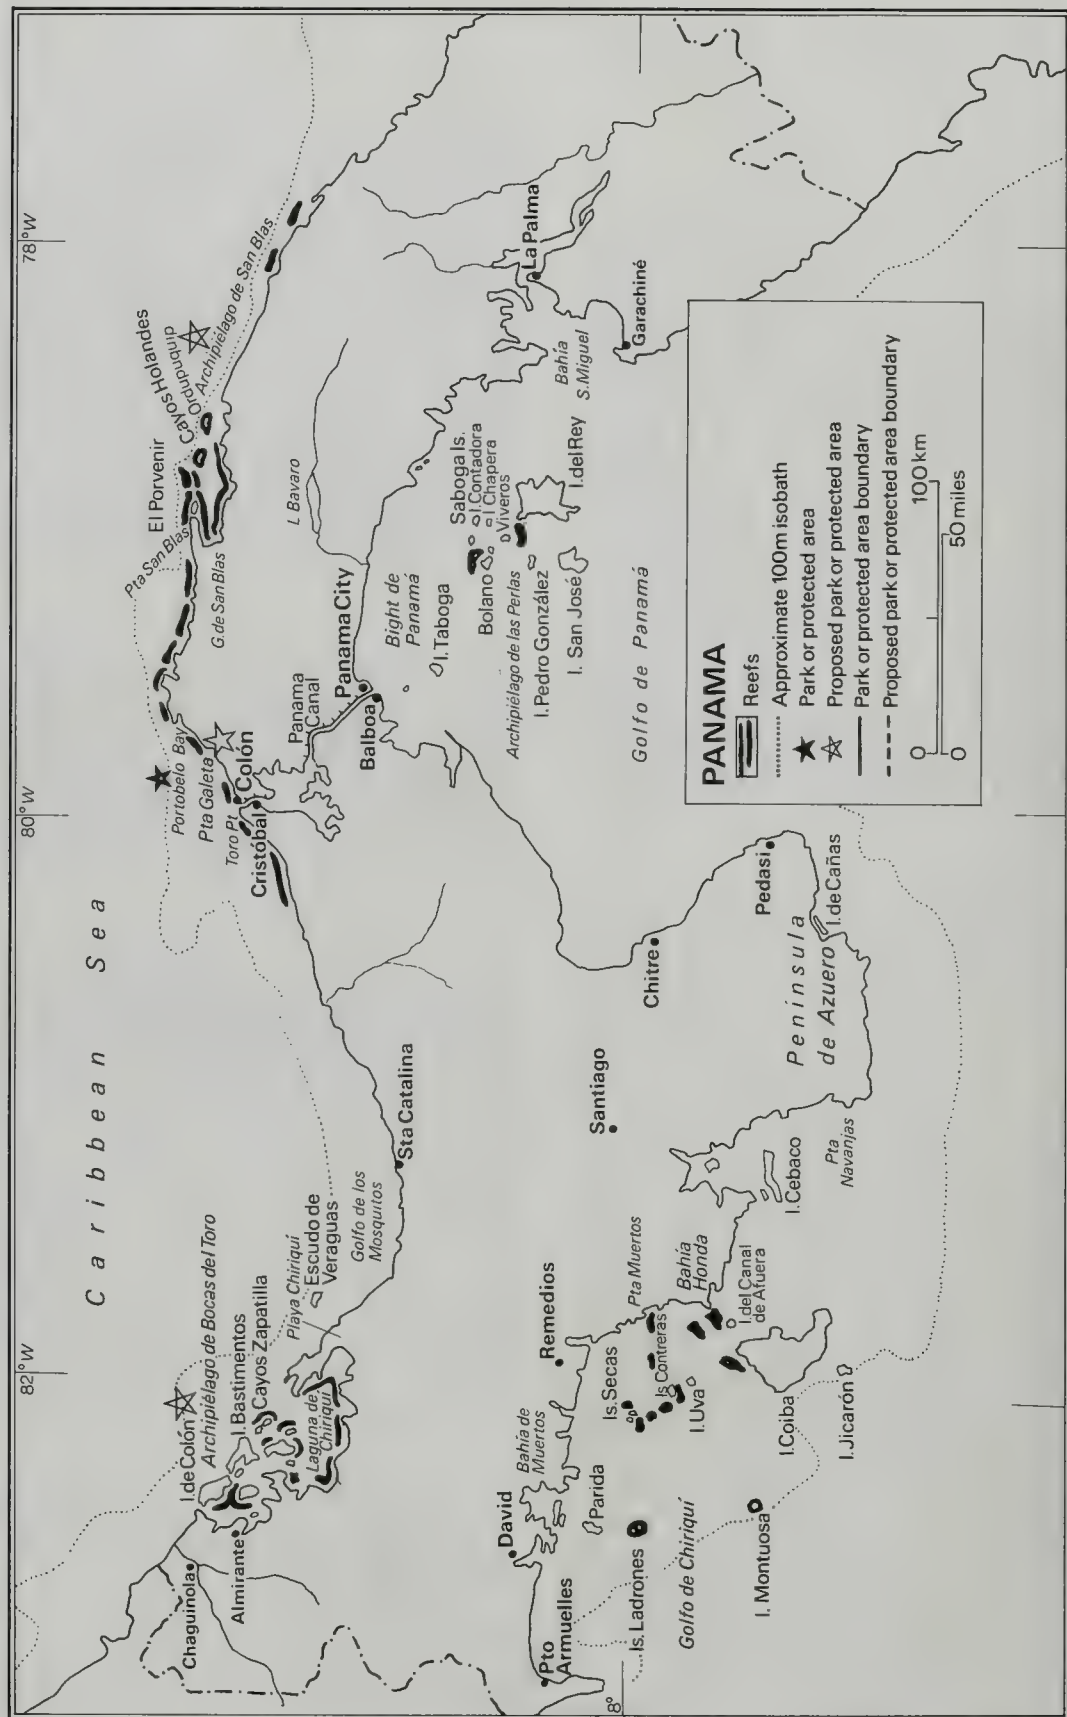 82°W
80°W
78°W
Caribbean Sea
Chaguinola
Almirante
I.de Colón
Archipiélago de Bocas del Toro
I.Bastimentos
Cayos Zapatilla
Laguna de
Chiriquí
Playa Chiriquí
Escudo de
Veraguas
Golfo de los
Mosquitos
Sta Catalina
Cristóbal
Toro Pt
Colón
Pta Galeta
Portobelo Bay
Panama
Canal
Pta San Blas
G.de San Blas
El Porvenir
Cayos Holandes
Ordupuquip
Archipiélago de San Blas
L Bavaro
Panama City
Balboa
Bight de
Panamá
I.Taboga
Saboga Is.
I.Contadora
I Chapera
Viveros
Bolano
Archipiélago de las Perlas
I.Pedro González
I. San José
I.del Rey
Bahía
S.Miguel
La Palma
Garachiné
Golfo de Panamá
Pto
Armuelles
David
Bahía de
Muertos
Parida
Remedios
Is.Ladrones
Golfo de Chiriquí
I. Montuosa
Is.Secas
Is Contreras
I.Uva
Pta Muertos
Bahía
Honda
I.del Canal
de Afuera
I.Coiba
I.Jicarón
Santiago
I.Cebaco
Pta
Navanjas
Chitre
Península
de Azuero
Pedasi
I.de Cañas
8°
PANAMA
Reefs
Approximate 100m isobath
Park or protected area
Proposed park or protected area
Park or protected area boundary
Proposed park or protected area boundary
0 100km
0 50miles